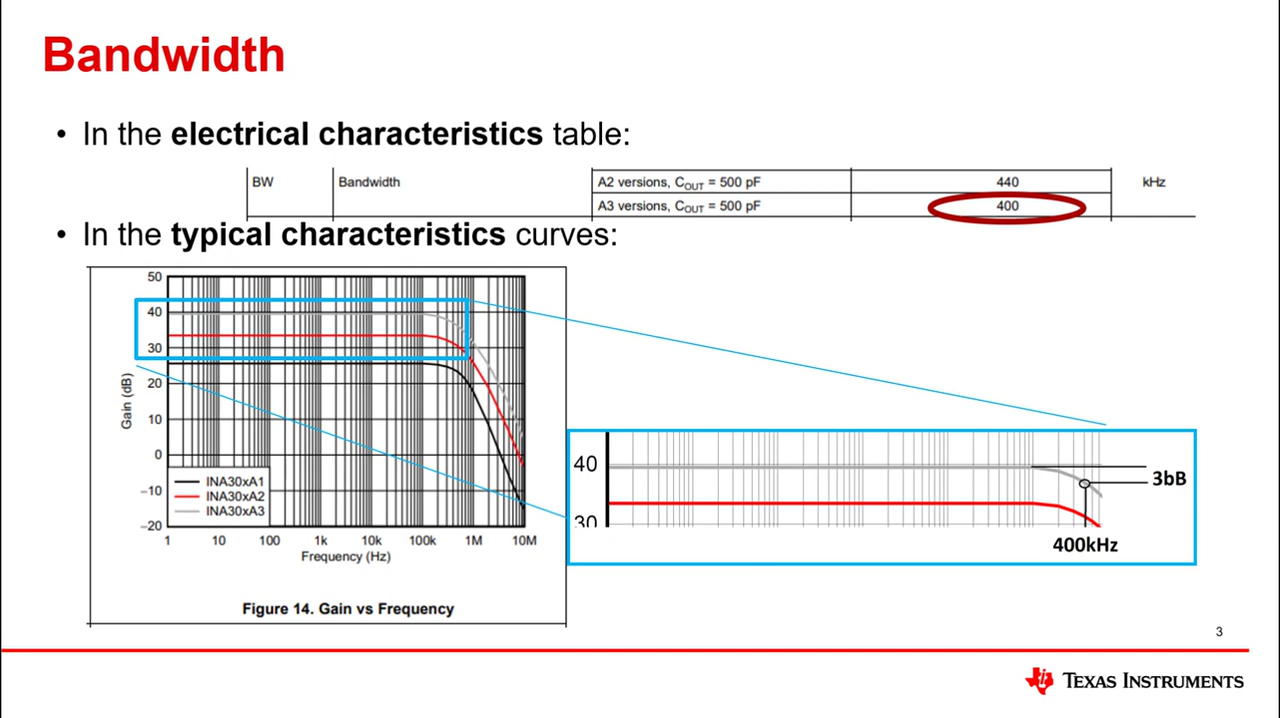 Bandwidth
• In the electrical characteristics table:
BW Bandwidth A2 versions, COUT = 500 pF 440 kHz
A3 versions, COUT = 500 pF 400
• In the typical characteristics curves:
50
40
30
20
10
0
−10
−20
Gain (dB)
INA30xA1
INA30xA2
INA30xA3
1 10 100 1k 10k 100k 1M 10M
Frequency (Hz)
Figure 14. Gain vs Frequency
40
30
3bB
400kHz
3
TEXAS INSTRUMENTS